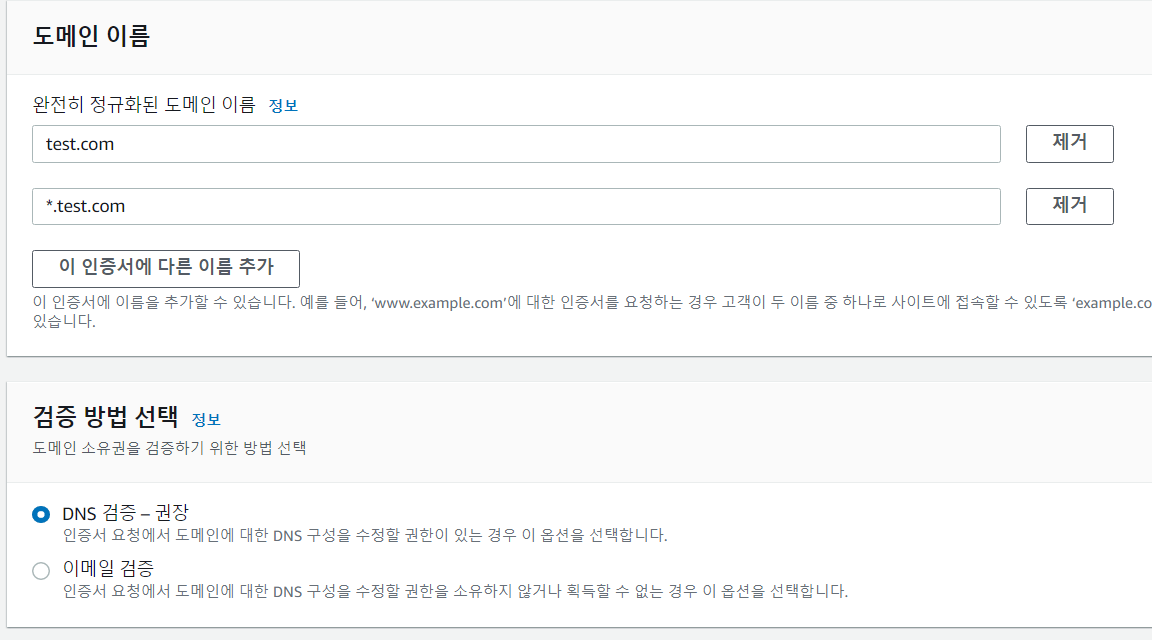 도메인 이름
완전히 정규화된 도메인 이름 정보
test.com 제거
*.test.com 제거
이 인증서에 다른 이름 추가
이 인증서에 이름을 추가할 수 있습니다. 예를 들어, ‘www.example.com’에 대한 인증서를 요청하는 경우 고객이 두 이름 중 하나로 사이트에 접속할 수 있도록 ‘example.co
있습니다.
검증 방법 선택 정보
도메인 소유권을 검증하기 위한 방법 선택
DNS 검증 – 권장
인증서 요청에서 도메인에 대한 DNS 구성을 수정할 권한이 있는 경우 이 옵션을 선택합니다.
이메일 검증
인증서 요청에서 도메인에 대한 DNS 구성을 수정할 권한을 소유하지 않거나 획득할 수 없는 경우 이 옵션을 선택합니다.